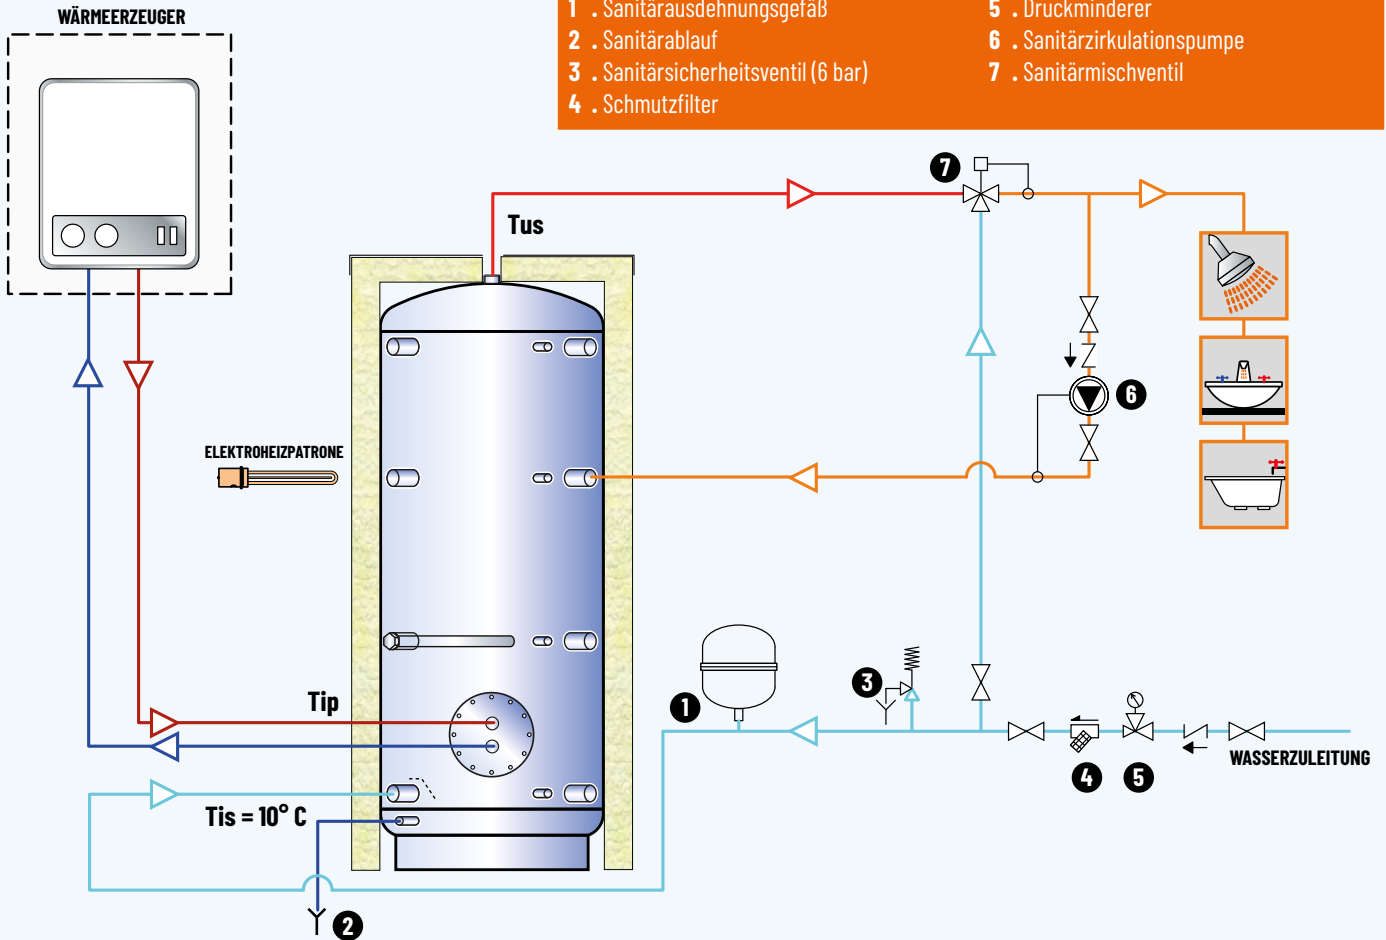 WÄRMEERZEUGER
1 . Sanitärausdehnungsgefäß
2 . Sanitärablauf
3 . Sanitärsicherheitsventil (6 bar)
4 . Schmutzfilter
5 . Druckminderer
6 . Sanitärzirkulationspumpe
7 . Sanitärmischventil
7
Tus
6
ELEKTROHEIZPATRONE
Tip
1
3
4
5
WASSERZULEITUNG
Tis = 10° C
2